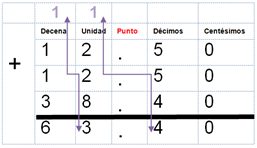 1 1
Decena Unidad Punto Décimos Centésimos
1 2 . 5 0
+ 1 2 . 5 0
3 8 . 4 0
6 3 . 4 0